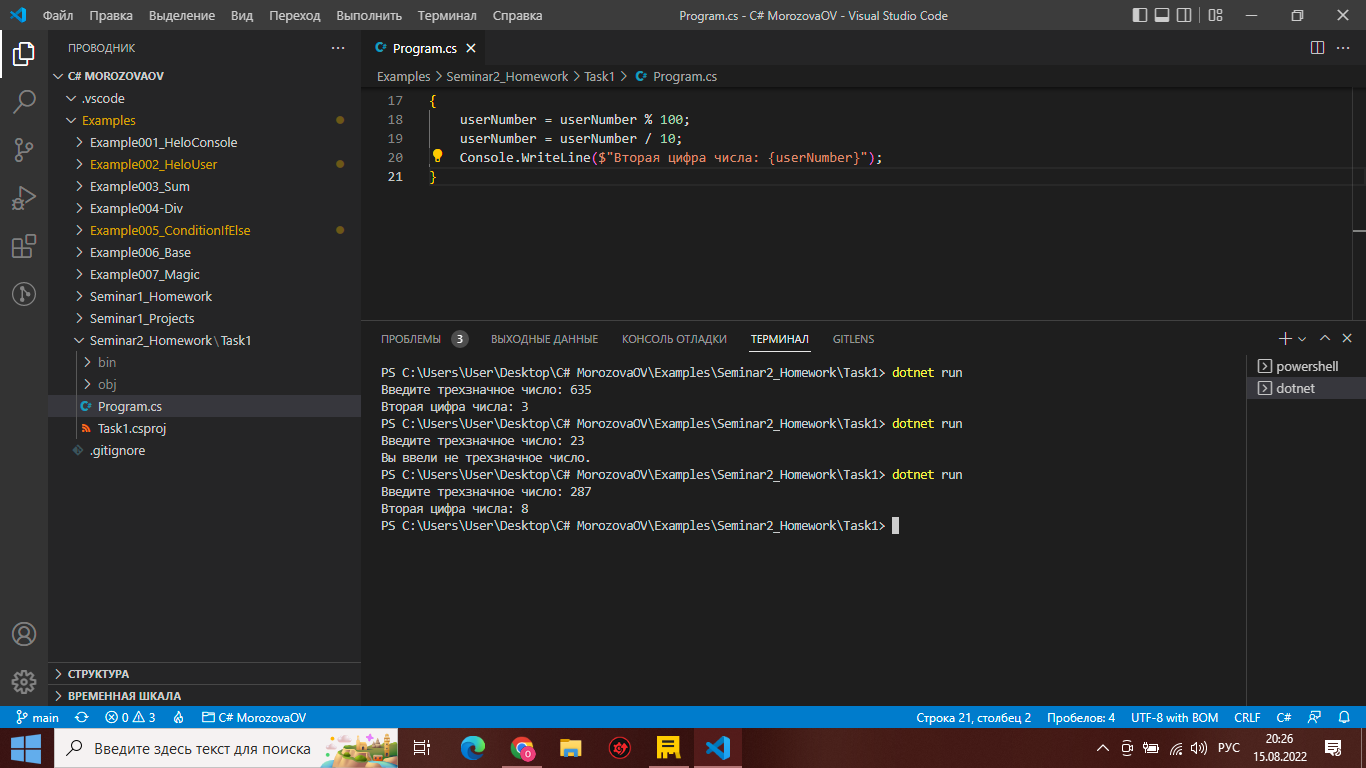 Файл Правка Выделение Вид Переход Выполнить Терминал Справка Program.cs - C# MorozovaOV - Visual Studio Code
ПРОВОДНИК
C# MOROZOVAOV
.vscode
Examples
Example001_HeloConsole
Example002_HeloUser
Example003_Sum
Example004-Div
Example005_ConditionIfElse
Example006_Base
Example007_Magic
Seminar1_Homework
Seminar1_Projects
Seminar2_Homework \ Task1
bin
obj
Program.cs
Task1.csproj
.gitignore
СТРУКТУРА
ВРЕМЕННАЯ ШКАЛА
Program.cs
Examples > Seminar2_Homework > Task1 > Program.cs
17 {
18 userNumber = userNumber % 100;
19 userNumber = userNumber / 10;
20 Console.WriteLine($"Вторая цифра числа: {userNumber}");
21 }
ПРОБЛЕМЫ 3 ВЫХОДНЫЕ ДАННЫЕ КОНСОЛЬ ОТЛАДКИ ТЕРМИНАЛ GITLENS
PS C:\Users\User\Desktop\C# MorozovaOV\Examples\Seminar2_Homework\Task1> dotnet run
Введите трехзначное число: 635
Вторая цифра числа: 3
PS C:\Users\User\Desktop\C# MorozovaOV\Examples\Seminar2_Homework\Task1> dotnet run
Введите трехзначное число: 23
Вы ввели не трехзначное число.
PS C:\Users\User\Desktop\C# MorozovaOV\Examples\Seminar2_Homework\Task1> dotnet run
Введите трехзначное число: 287
Вторая цифра числа: 8
PS C:\Users\User\Desktop\C# MorozovaOV\Examples\Seminar2_Homework\Task1>
powershell
dotnet
main 0 3 C# MorozovaOV Строка 21, столбец 2 Пробелов: 4 UTF-8 with BOM CRLF C#
Введите здесь текст для поиска
РУС
20:26
15.08.2022